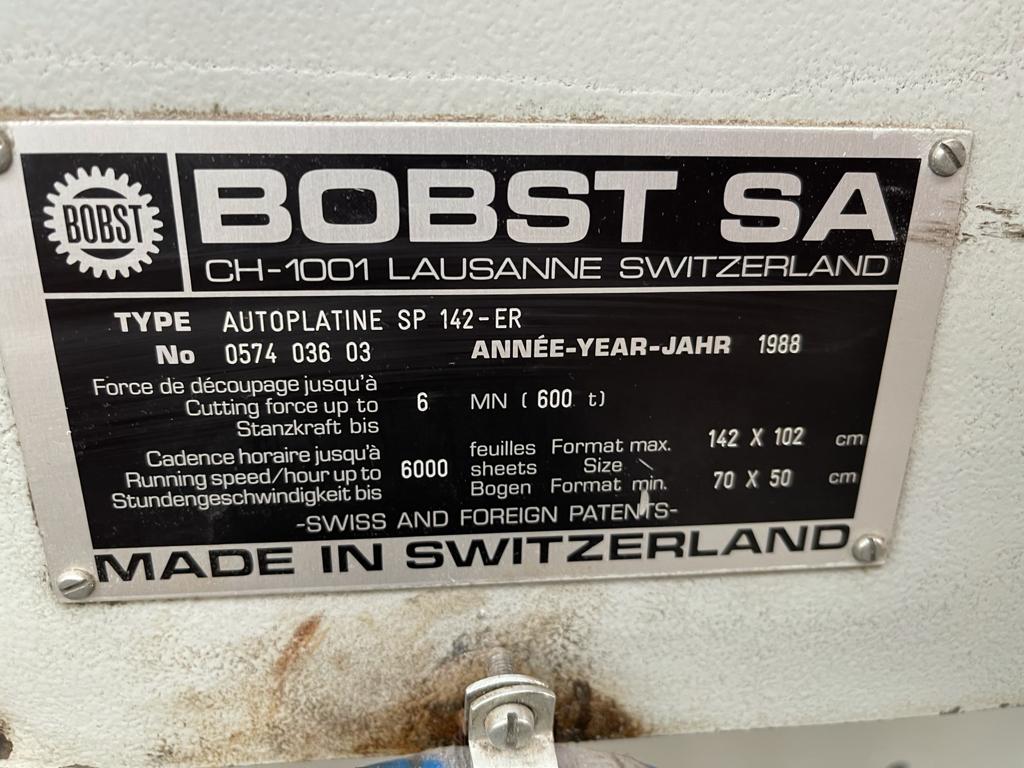 BOBST
BOBST SA
CH-1001 LAUSANNE SWITZERLAND
TYPE AUTOPLATINE SP 142-ER
No 0574 036 03 ANNÉE-YEAR-JAHR 1988
Force de découpage jusqu'à
Cutting force up to 6 MN (600 t)
Stanzkraft bis
Cadence horaire jusqu'à feuilles Format max. 142 X 102 cm
Running speed/hour up to 6000 sheets Size
Stundengeschwindigkeit bis Bogen Format min. 70 X 50 cm
-SWISS AND FOREIGN PATENTS-
MADE IN SWITZERLAND